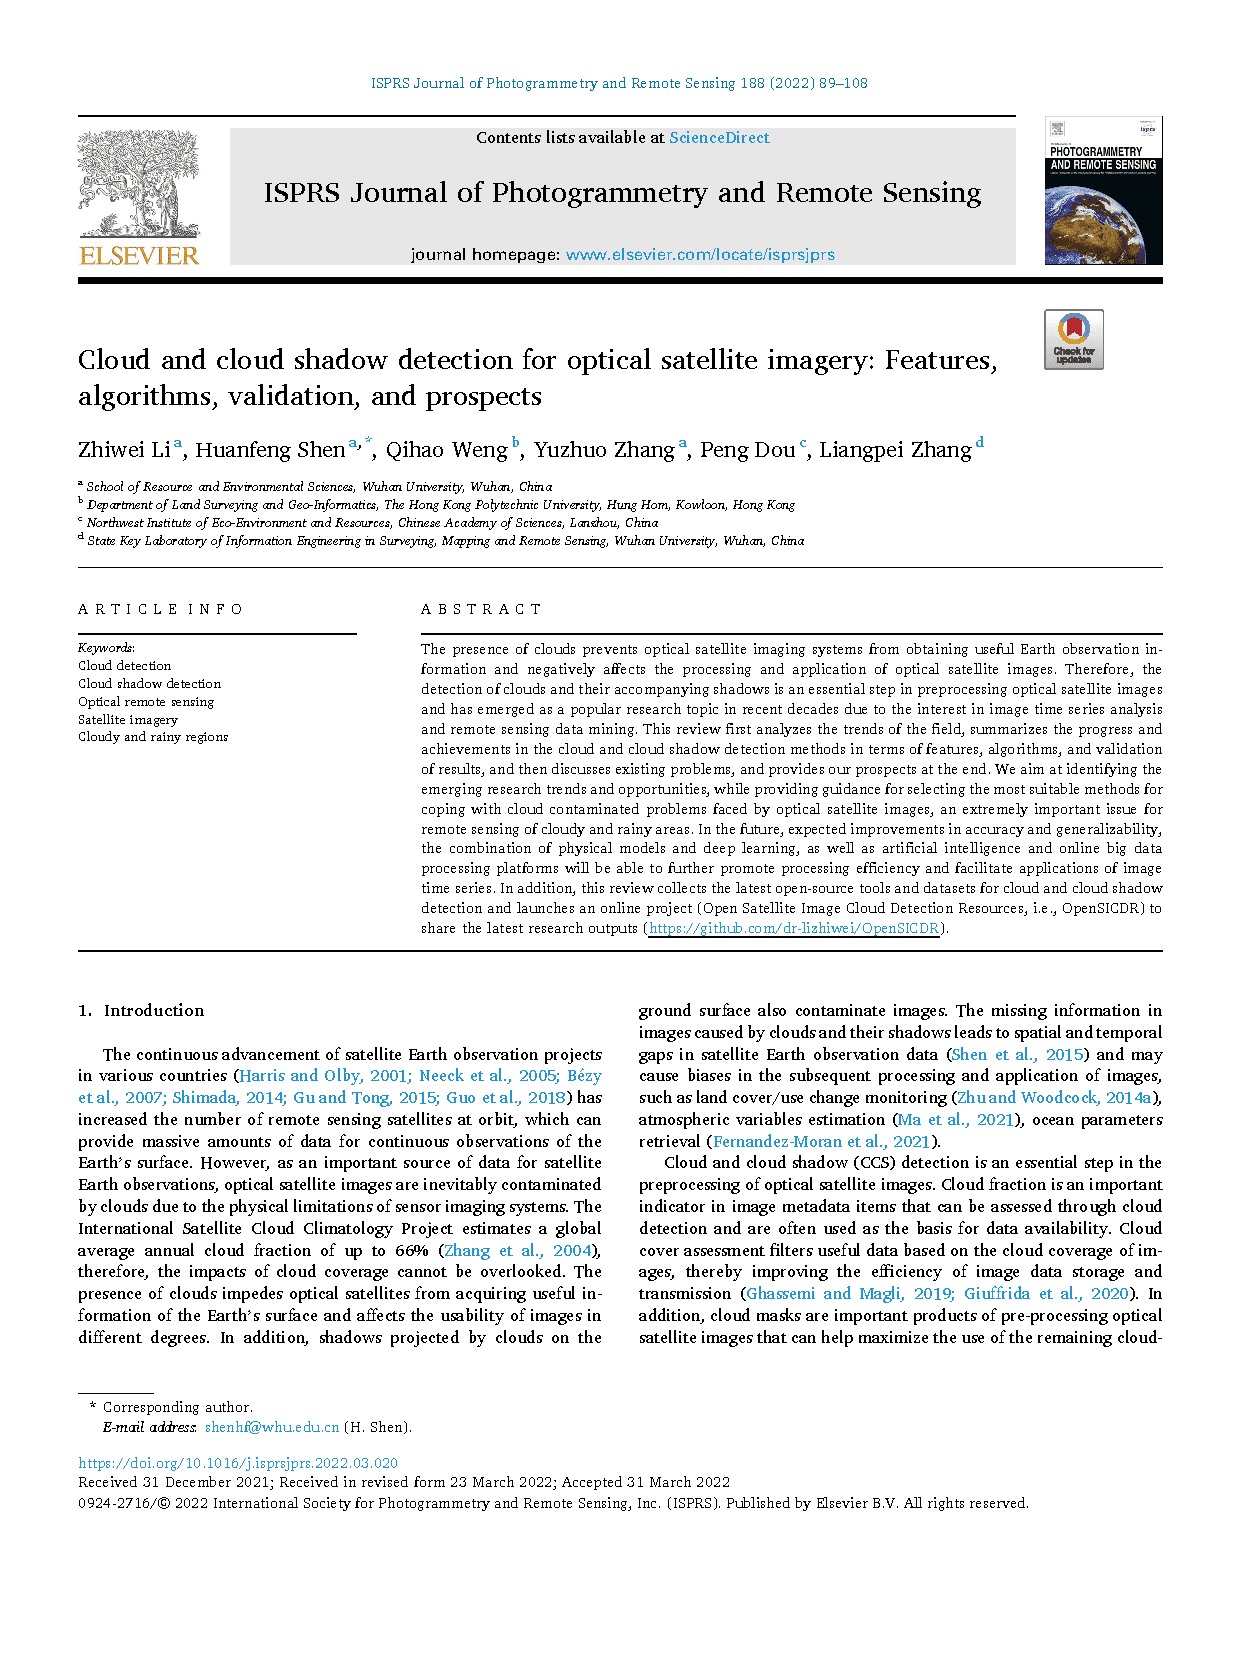 ISPRS Journal of Photogrammetry and Remote Sensing 188 (2022) 89–108
Contents lists available at ScienceDirect
ISPRS Journal of Photogrammetry and Remote Sensing
journal homepage: www.elsevier.com/locate/isprsjprs
ELSEVIER
PHOTOGRAMMETRY
AND REMOTE SENSING
Check for
updates
Cloud and cloud shadow detection for optical satellite imagery: Features,
algorithms, validation, and prospects
Zhiwei Li a, Huanfeng Shen a,*, Qihao Weng b, Yuzhuo Zhang a, Peng Dou c, Liangpei Zhang d
a School of Resource and Environmental Sciences, Wuhan University, Wuhan, China
b Department of Land Surveying and Geo-Informatics, The Hong Kong Polytechnic University, Hung Hom, Kowloon, Hong Kong
c Northwest Institute of Eco-Environment and Resources, Chinese Academy of Sciences, Lanzhou, China
d State Key Laboratory of Information Engineering in Surveying, Mapping and Remote Sensing, Wuhan University, Wuhan, China
ARTICLE INFO
Keywords:
Cloud detection
Cloud shadow detection
Optical remote sensing
Satellite imagery
Cloudy and rainy regions
ABSTRACT
The presence of clouds prevents optical satellite imaging systems from obtaining useful Earth observation in-
formation and negatively affects the processing and application of optical satellite images. Therefore, the
detection of clouds and their accompanying shadows is an essential step in preprocessing optical satellite images
and has emerged as a popular research topic in recent decades due to the interest in image time series analysis
and remote sensing data mining. This review first analyzes the trends of the field, summarizes the progress and
achievements in the cloud and cloud shadow detection methods in terms of features, algorithms, and validation
of results, and then discusses existing problems, and provides our prospects at the end. We aim at identifying the
emerging research trends and opportunities, while providing guidance for selecting the most suitable methods for
coping with cloud contaminated problems faced by optical satellite images, an extremely important issue for
remote sensing of cloudy and rainy areas. In the future, expected improvements in accuracy and generalizability,
the combination of physical models and deep learning, as well as artificial intelligence and online big data
processing platforms will be able to further promote processing efficiency and facilitate applications of image
time series. In addition, this review collects the latest open-source tools and datasets for cloud and cloud shadow
detection and launches an online project (Open Satellite Image Cloud Detection Resources, i.e., OpenSICDR) to
share the latest research outputs (https://github.com/dr-lizhiwei/OpenSICDR).
1. Introduction
The continuous advancement of satellite Earth observation projects
in various countries (Harris and Olby, 2001; Neeck et al., 2005; Bézy
et al., 2007; Shimada, 2014; Gu and Tong, 2015; Guo et al., 2018) has
increased the number of remote sensing satellites at orbit, which can
provide massive amounts of data for continuous observations of the
Earth's surface. However, as an important source of data for satellite
Earth observations, optical satellite images are inevitably contaminated
by clouds due to the physical limitations of sensor imaging systems. The
International Satellite Cloud Climatology Project estimates a global
average annual cloud fraction of up to 66% (Zhang et al., 2004),
therefore, the impacts of cloud coverage cannot be overlooked. The
presence of clouds impedes optical satellites from acquiring useful in-
formation of the Earth's surface and affects the usability of images in
different degrees. In addition, shadows projected by clouds on the
ground surface also contaminate images. The missing information in
images caused by clouds and their shadows leads to spatial and temporal
gaps in satellite Earth observation data (Shen et al., 2015) and may
cause biases in the subsequent processing and application of images,
such as land cover/use change monitoring (Zhu and Woodcock, 2014a),
atmospheric variables estimation (Ma et al., 2021), ocean parameters
retrieval (Fernandez-Moran et al., 2021).
Cloud and cloud shadow (CCS) detection is an essential step in the
preprocessing of optical satellite images. Cloud fraction is an important
indicator in image metadata items that can be assessed through cloud
detection and are often used as the basis for data availability. Cloud
cover assessment filters useful data based on the cloud coverage of im-
ages, thereby improving the efficiency of image data storage and
transmission (Ghassemi and Magli, 2019; Giuffrida et al., 2020). In
addition, cloud masks are important products of pre-processing optical
satellite images that can help maximize the use of the remaining cloud-
* Corresponding author.
E-mail address: shenhf@whu.edu.cn (H. Shen).
https://doi.org/10.1016/j.isprsjprs.2022.03.020
Received 31 December 2021; Received in revised form 23 March 2022; Accepted 31 March 2022
0924-2716/© 2022 International Society for Photogrammetry and Remote Sensing, Inc. (ISPRS). Published by Elsevier B.V. All rights reserved.